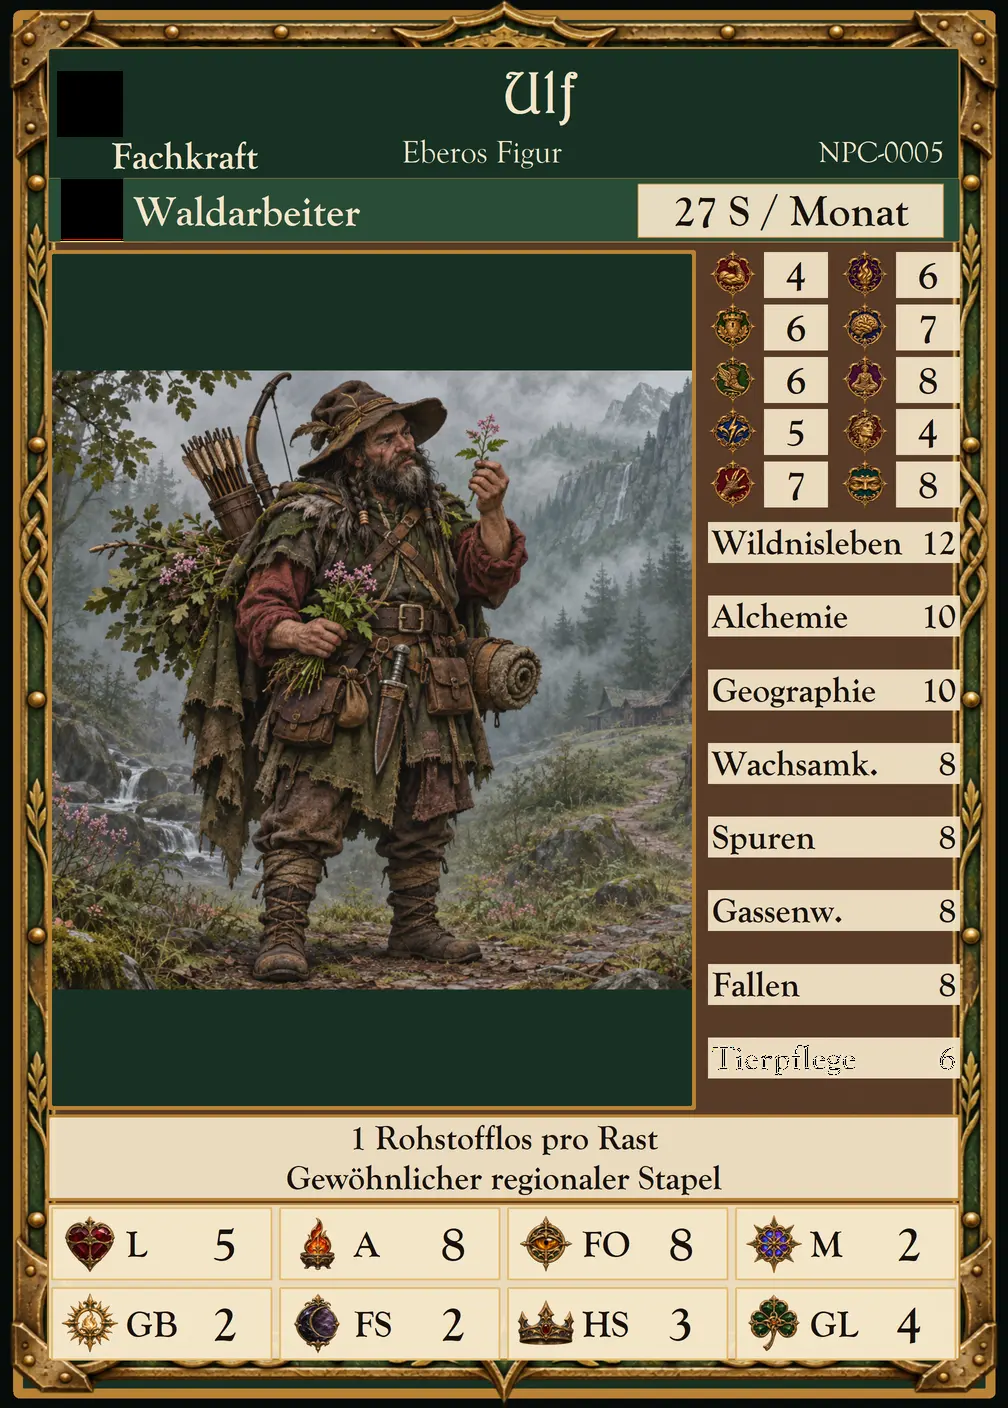 Ulf
Fachkraft Eberos Figur NPC-0005
Waldarbeiter 27 S / Monat
4 6
6 7
6 8
5 4
7 8
Wildnisleben 12
Alchemie 10
Geographie 10
Wachsamk. 8
Spuren 8
Gassenw. 8
Fallen 8
Tierpflege 6
1 Rohstofflos pro Rast
Gewöhnlicher regionaler Stapel
L 5 A 8 FO 8 M 2
GB 2 FS 2 HS 3 GL 4